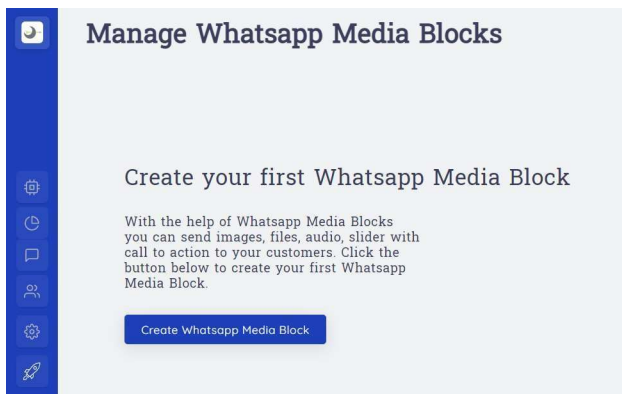 Manage Whatsapp Media Blocks
Create your first Whatsapp Media Block
With the help of Whatsapp Media Blocks
you can send images, files, audio, slider with
call to action to your customers. Click the
button below to create your first Whatsapp
Media Block.
Create Whatsapp Media Block